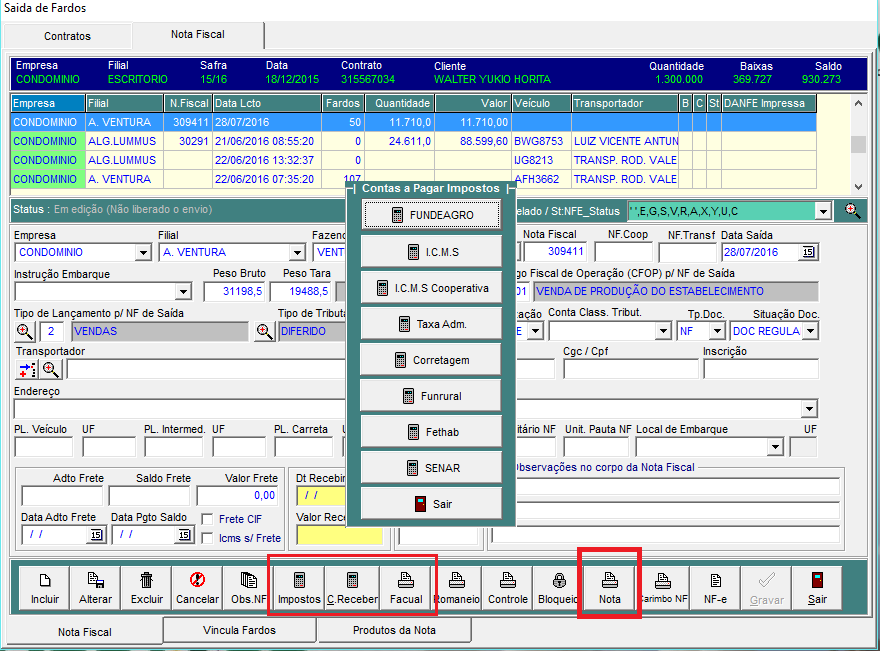 Saida de Fardos
Contratos Nota Fiscal
Empresa Filial Safra Data Contrato Cliente Quantidade Baixas Saldo
CONDOMINIO ESCRITORIO 15/16 18/12/2015 315567034 WALTER YUKIO HORITA 1.300.000 369.727 930.273
Empresa Filial N.Fiscal Data Lcto Fardos Quantidade Valor Veículo Transportador B C St DANFE Impressa
CONDOMINIO A. VENTURA 309411 28/07/2016 50 11.710,0 11.710,00
CONDOMINIO ALG.LUMMUS 30291 21/06/2016 08:55:20 0 24.611,0 88.599,60 BWG8753 LUIZ VICENTE ANTUN
CONDOMINIO ALG.LUMMUS 22/06/2016 13:32:37 0 IJG8213 TRANSP. ROD. VALE
CONDOMINIO A. VENTURA 22/06/2016 07:35:20 107 AFH3662 TRANSP. ROD. VALE
Contas a Pagar Impostos
FUNDEAGRO
I.C.M.S
I.C.M.S Cooperativa
Taxa Adm.
Corretagem
Funrural
Fethab
SENAR
Sair
Status : Em edição (Não liberado o envio) elado / St:NFE_Status ' ',E,G,S,V,R,A,X,Y,U,C
Empresa Filial Fazen Nota Fiscal NF.Coop NF.Transf Data Saída
CONDOMINIO A. VENTURA VENT 309411 28/07/2016 15
Instrução Embarque Peso Bruto Peso Tara go Fiscal de Operação (CFOP) p/ NF de Saída
31198,5 19488,5 01 VENDA DE PRODUÇÃO DO ESTABELECIMENTO
Tipo de Lançamento p/ NF de Saída Tipo de Tributa ação Conta Class. Tribut. Tp.Doc. Situação Doc.
2 VENDAS DIFERIDO E NF DOC REGULA
Transportador Cgc / Cpf Inscrição
Endereço
PL. Veículo UF PL. Intermed. UF PL. Carreta itário NF Unit. Pauta NF Local de Embarque UF
Adto Frete Saldo Frete Valor Frete Dt Recebir Observações no corpo da Nota Fiscal
0,00 / /
Data Adto Frete Data Pgto Saldo Frete CIF Valor Rece
/ / 15 / / 15 Icms s/ Frete
Incluir Alterar Excluir Cancelar Obs.NF Impostos C.Receber Facual Romaneio Controle Bloqueio Nota Carimbo NF NF-e Gravar Sair
Nota Fiscal Vincula Fardos Produtos da Nota